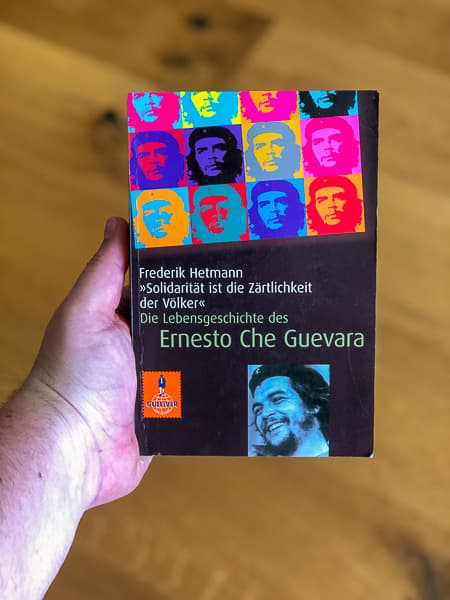 Frederik Hetmann
»Solidarität ist die Zärtlichkeit
der Völker«
Die Lebensgeschichte des
Ernesto Che Guevara
GULLIVER